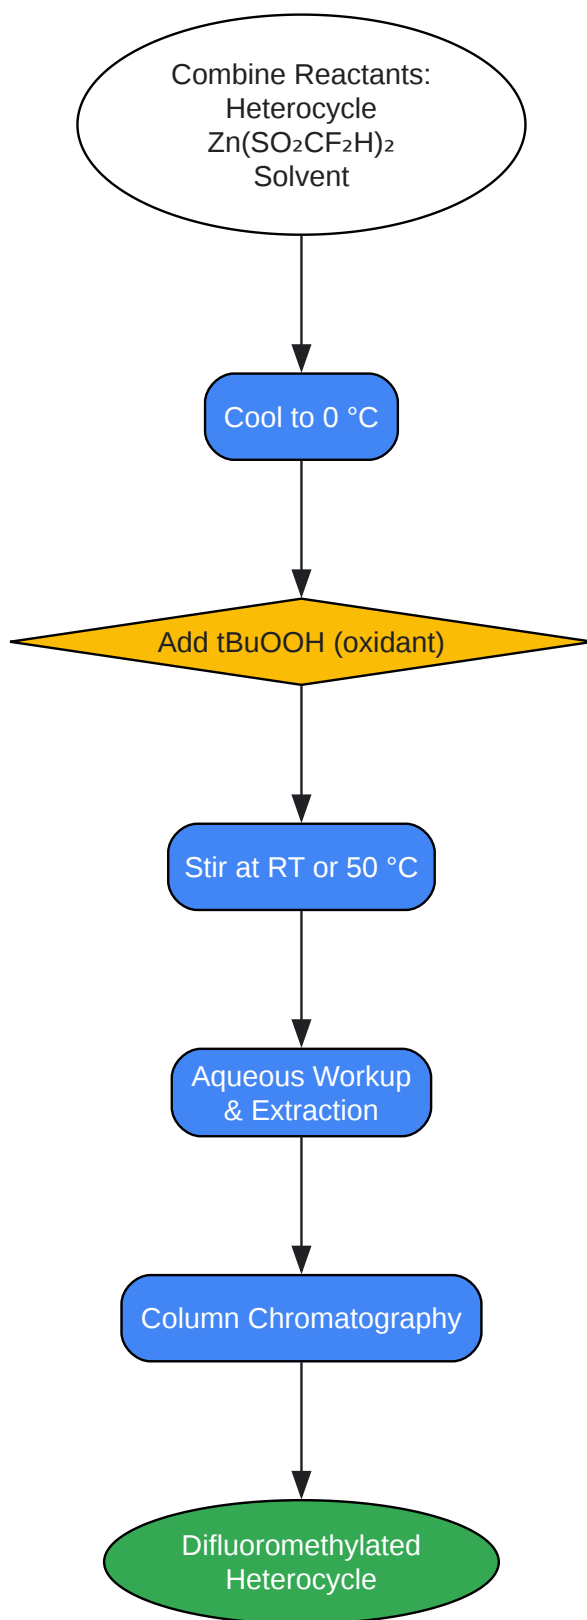 Combine Reactants:
Heterocycle
Zn(SO₂CF₂H)₂
Solvent
Cool to 0 °C
Add tBuOOH (oxidant)
Stir at RT or 50 °C
Aqueous Workup
& Extraction
Column Chromatography
Difluoromethylated
Heterocycle